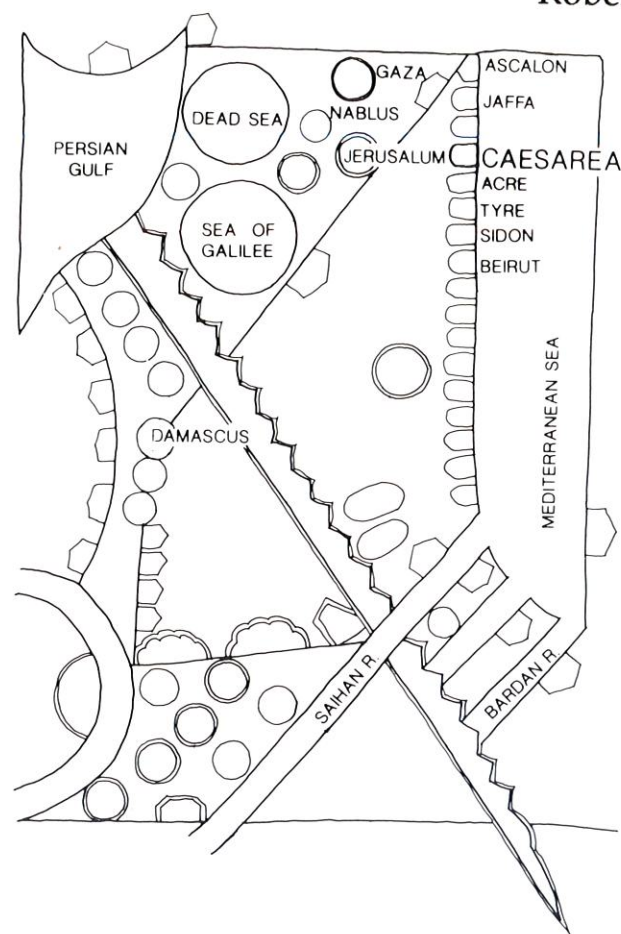 Robe
ASCALON
GAZA
JAFFA
DEAD SEA
NABLUS
PERSIAN
GULF
JERUSALUM
CAESAREA
ACRE
TYRE
SEA OF
GALILEE
SIDON
BEIRUT
MEDITERRANEAN SEA
DAMASCUS
SAIHAN R.
BARDAN R.